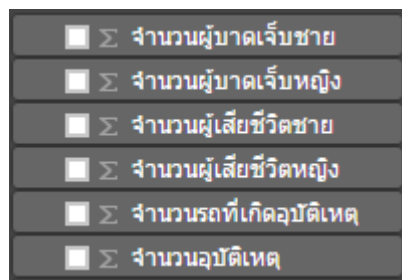 Σ จำนวนผู้บาดเจ็บชาย
Σ จำนวนผู้บาดเจ็บหญิง
Σ จำนวนผู้เสียชีวิตชาย
Σ จำนวนผู้เสียชีวิตหญิง
Σ จำนวนรถที่เกิดอุบัติเหตุ
Σ จำนวนอุบัติเหตุ